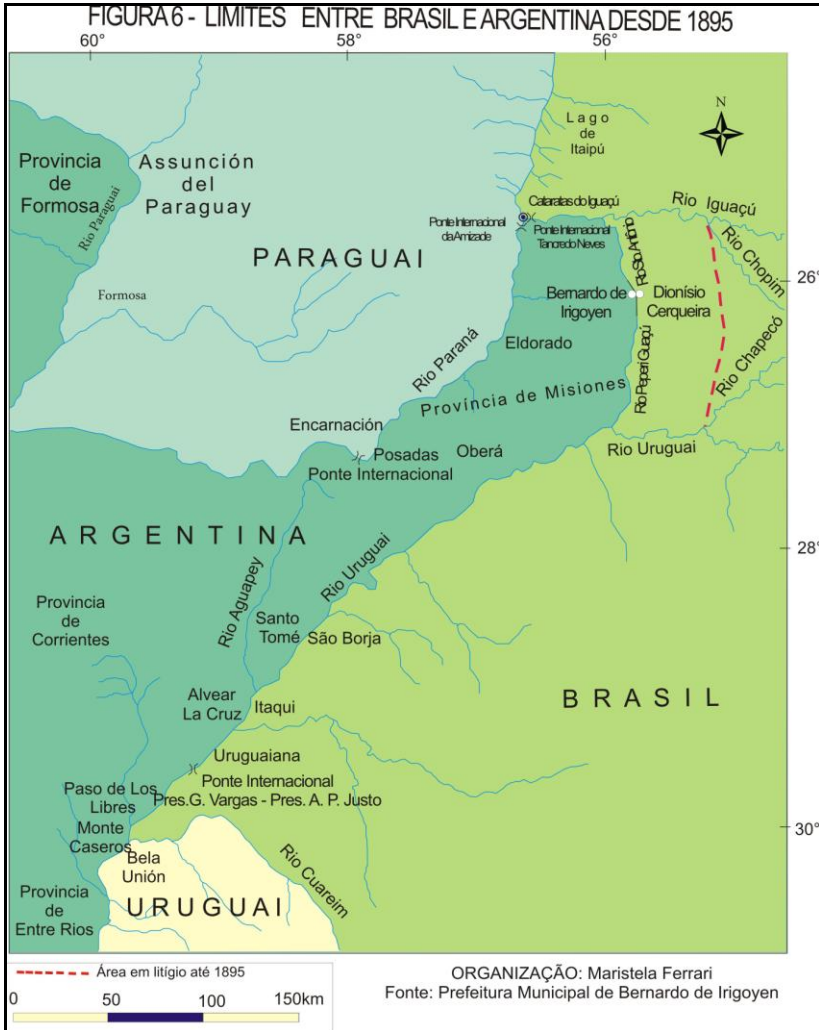 FIGURA 6 - LIMITES ENTRE BRASIL E ARGENTINA DESDE 1895
60°
58°
56°
N
Lago
de
Itaipú
Provincia
de
Formosa
Assunción
del
Paraguay
Rio Paraguai
Cataratas do Iguaçú
Rio Iguaçú
Ponte Internacional
da Amizade
Ponte Internacional
Tancredo Neves
Rio Sto Antônio
Rio Chopim
PARAGUAI
26°
Formosa
Bernardo de
Irigoyen
Dionísio
Cerqueira
Eldorado
Rio Paraná
Rio Peperi Guaçú
Rio Chapecó
Província de Misiones
Encarnación
Posadas
Oberá
Ponte Internacional
Rio Uruguai
ARGENTINA
28°
Rio Uruguai
Rio Aguapey
Provincia
de
Corrientes
Santo
Tomé
São Borja
Alvear
La Cruz
Itaqui
BRASIL
Uruguaiana
Ponte Internacional
Pres.G. Vargas - Pres. A. P. Justo
Paso de Los
Libres
Monte
Caseros
30°
Bela
Unión
Rio Cuareim
URUGUAI
Provincia
de
Entre Rios
Área em litígio até 1895
0 50 100 150km
ORGANIZAÇÃO: Maristela Ferrari
Fonte: Prefeitura Municipal de Bernardo de Irigoyen